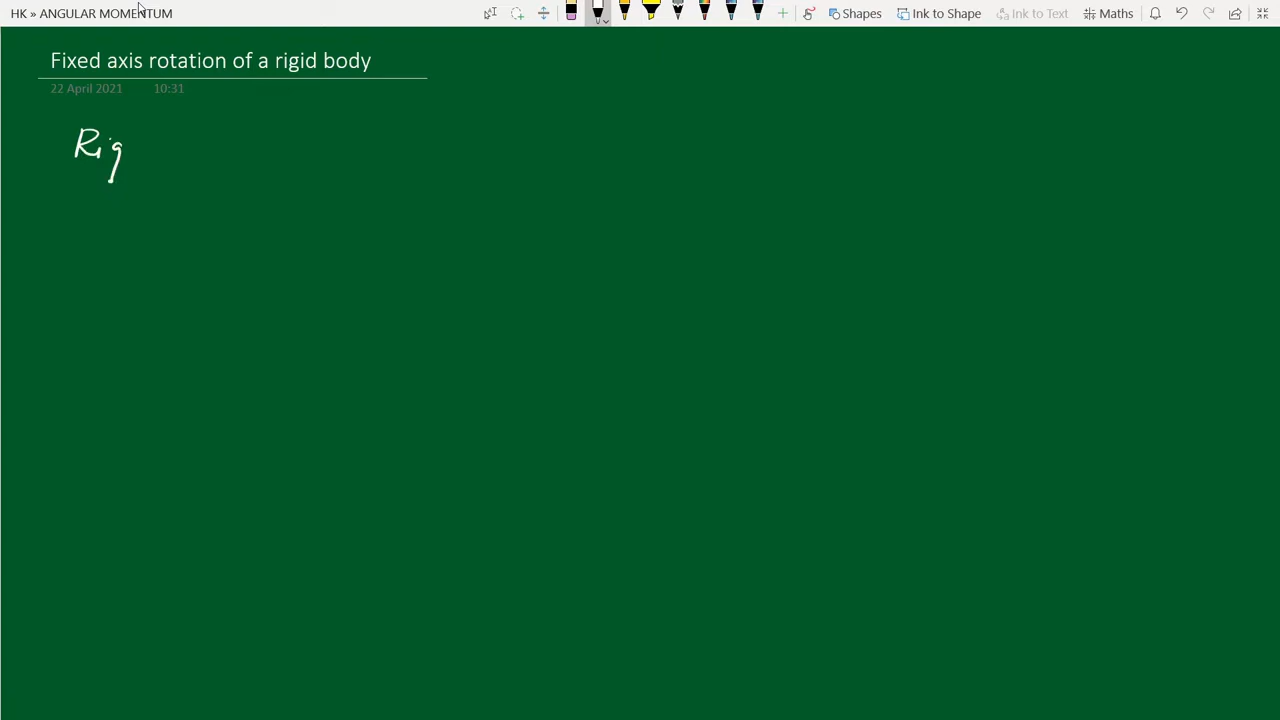 HK » ANGULAR MOMENTUM
Shapes
Ink to Shape
Ink to Text
Maths
Fixed axis rotation of a rigid body
22 April 2021 10:31
Rig